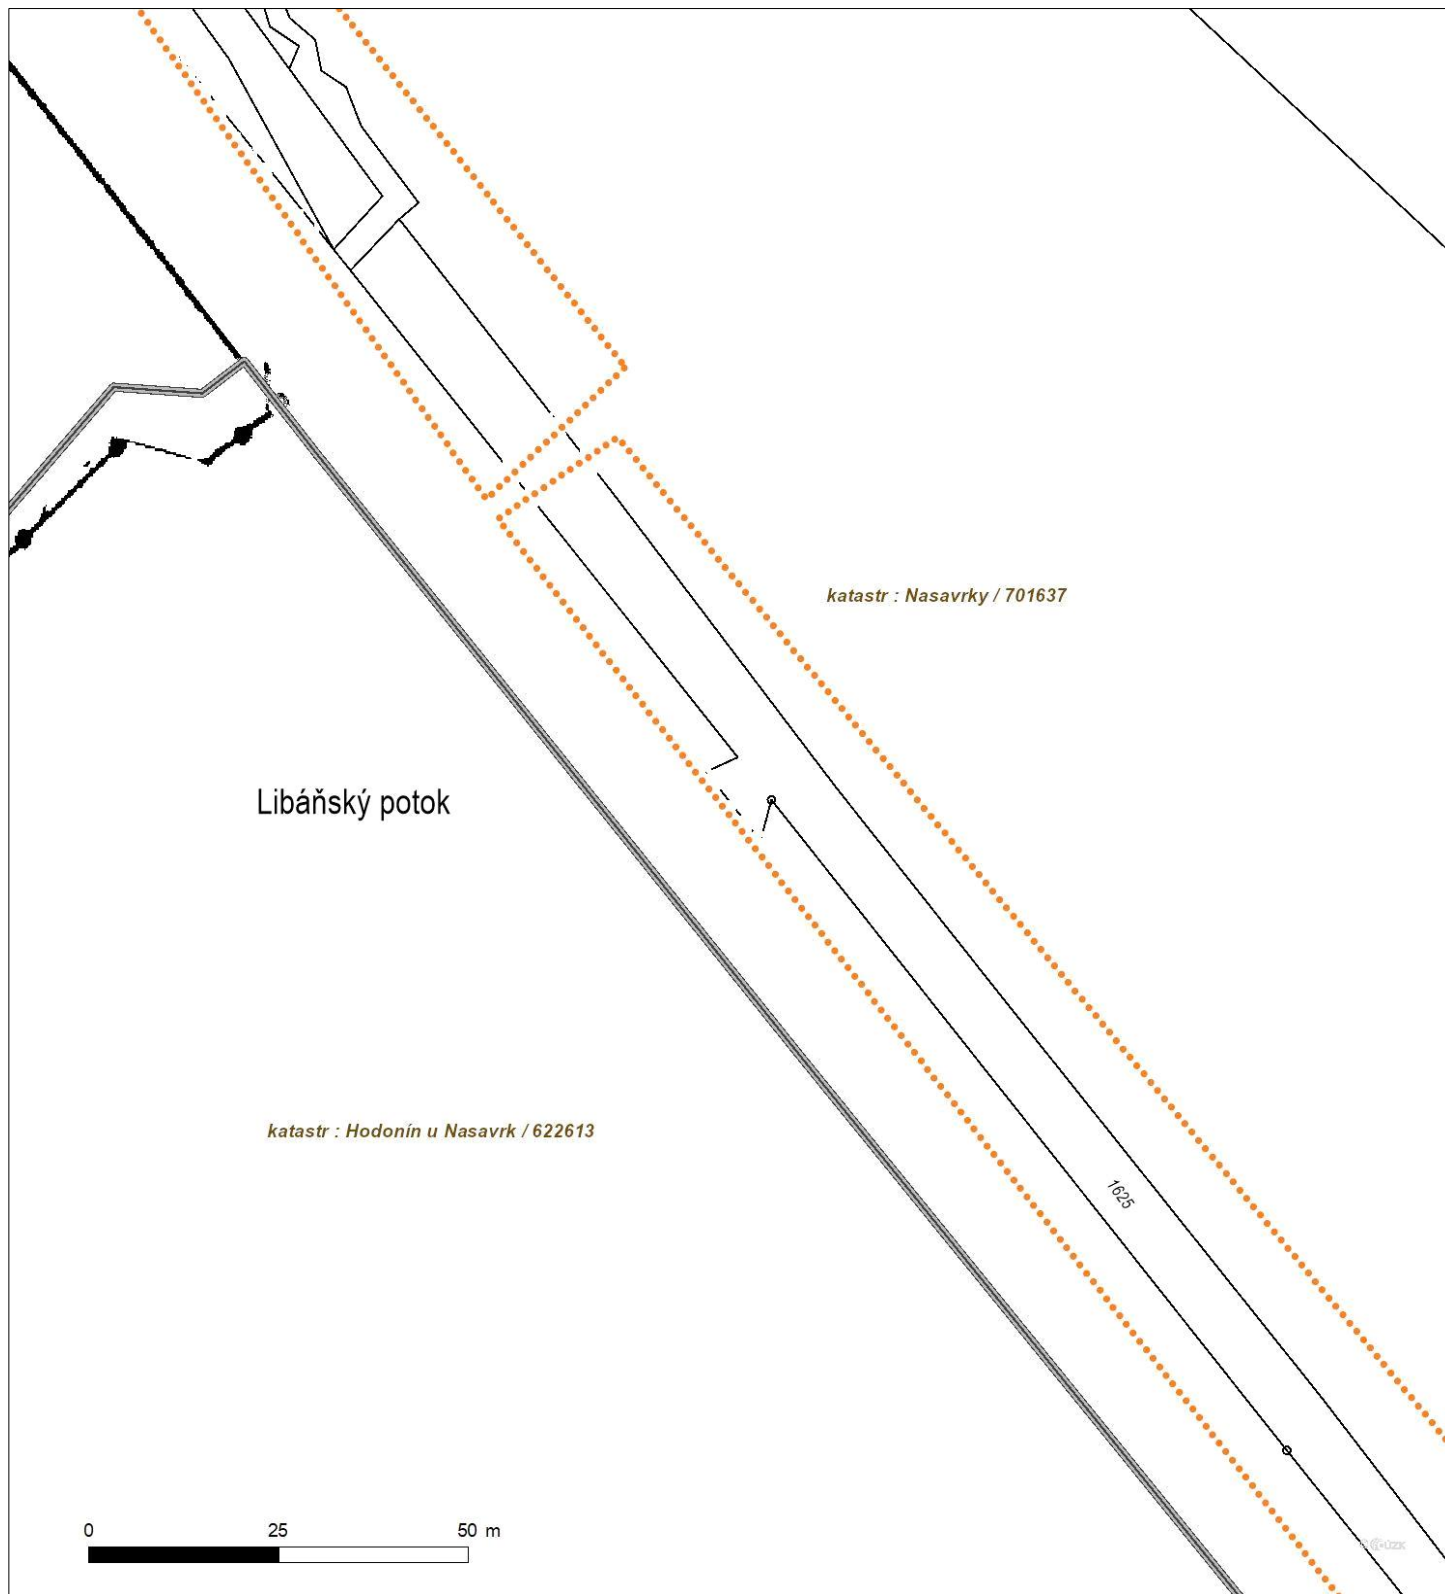 katastr : Nasavrky / 701637
Libáňský potok
katastr : Hodonín u Nasavrk / 622613
1625
0 25 50 m